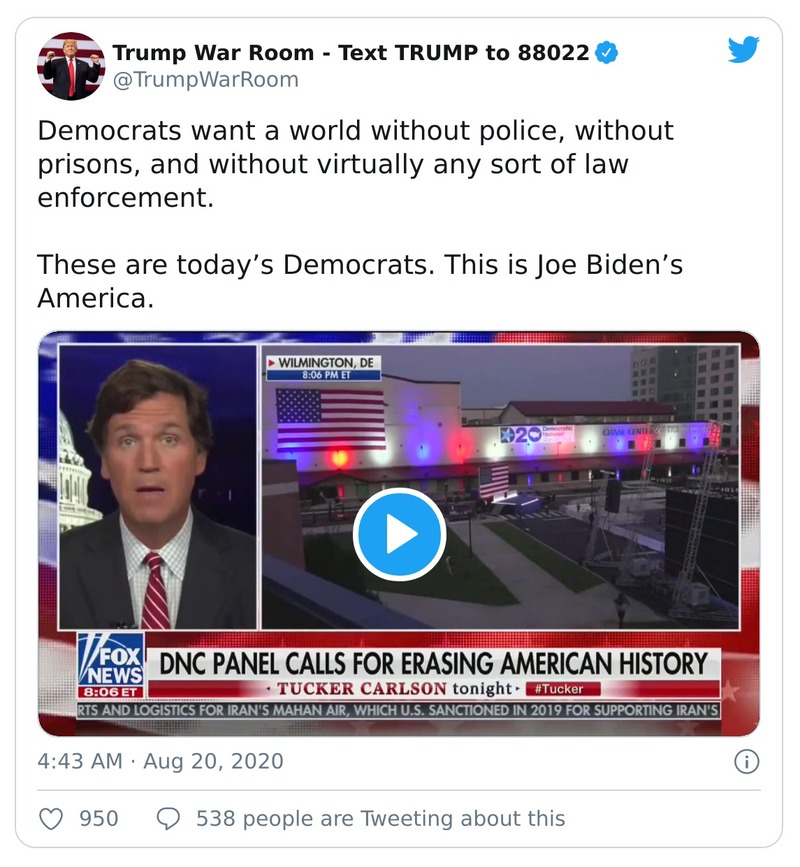 Trump War Room - Text TRUMP to 88022
@TrumpWarRoom
Democrats want a world without police, without
prisons, and without virtually any sort of law
enforcement.
These are today’s Democrats. This is Joe Biden’s
America.
WILMINGTON, DE
8:06 PM ET
D20 Democratic National
CHASE CENTER
FOX
NEWS
8:06 ET
DNC PANEL CALLS FOR ERASING AMERICAN HISTORY
TUCKER CARLSON tonight
#Tucker
RTS AND LOGISTICS FOR IRAN'S MAHAN AIR, WHICH U.S. SANCTIONED IN 2019 FOR SUPPORTING IRAN'S
4:43 AM · Aug 20, 2020
950
538 people are Tweeting about this